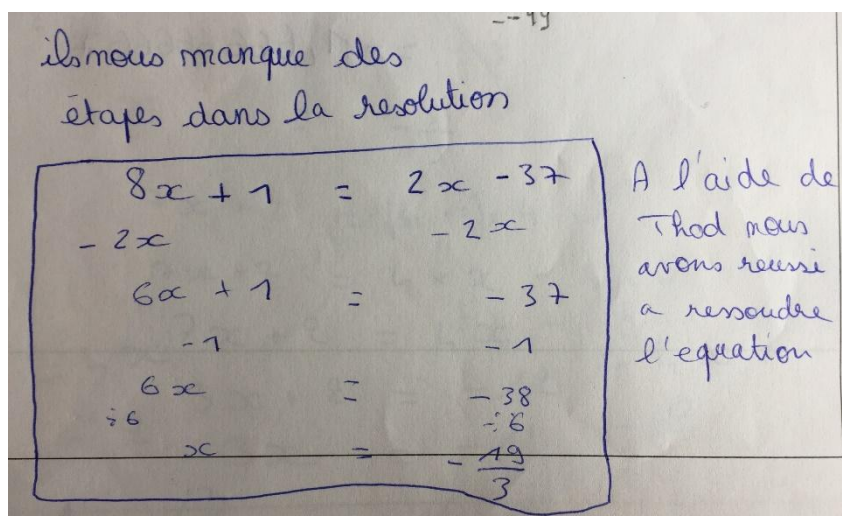 ils nous manque des
étapes dans la resolution
8x + 1 = 2x - 37
- 2x - 2x
6x + 1 = - 37
- 1 - 1
6x = - 38
÷6 ÷6
x = - 19/3
A l'aide de
Thod nous
avons reussi
a ressoudre
l'equation